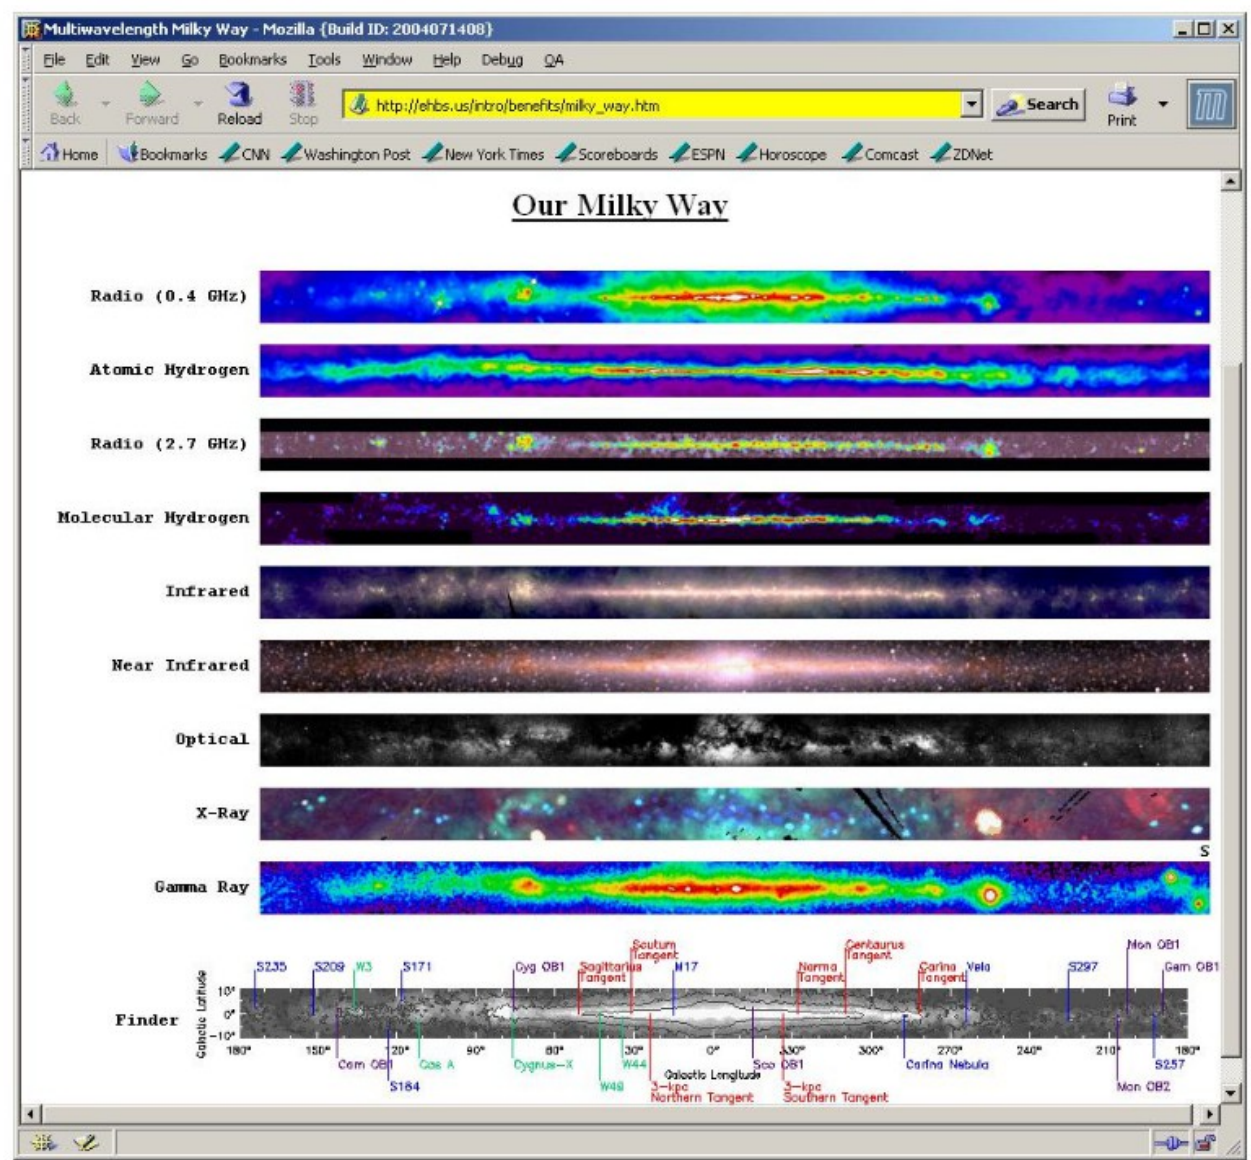 Multiwavelength Milky Way - Mozilla {Build ID: 2004071408}
File Edit View Go Bookmarks Tools Window Help Debug QA
Back Forward Reload Stop http://ehbs.us/intro/benefits/milky_way.htm Search Print
Home Bookmarks CNN Washington Post New York Times Scoreboards ESPN Horoscope Comcast ZDNet
Our Milky Way
Radio (0.4 GHz)
Atomic Hydrogen
Radio (2.7 GHz)
Molecular Hydrogen
Infrared
Near Infrared
Optical
X-Ray
S
Gamma Ray
Scutum Tangent Centaurus Tangent Mon OB1
S235 S209 W3 S171 Cyg OB1 Sagittarius Tangent M17 Norma Tangent Carina Tangent Vela S297 Gem OB1
Finder
Galactic Latitude
10°
0°
-10°
180° 150° 120° 90° 60° 30° 0° 330° 300° 270° 240° 210° 180°
Cam OB1 Cas A Cygnus-X W44 Sco OB1 Carina Nebula S257
Galactic Longitude
S184 W49 3-kpc Northern Tangent 3-kpc Southern Tangent Mon OB2